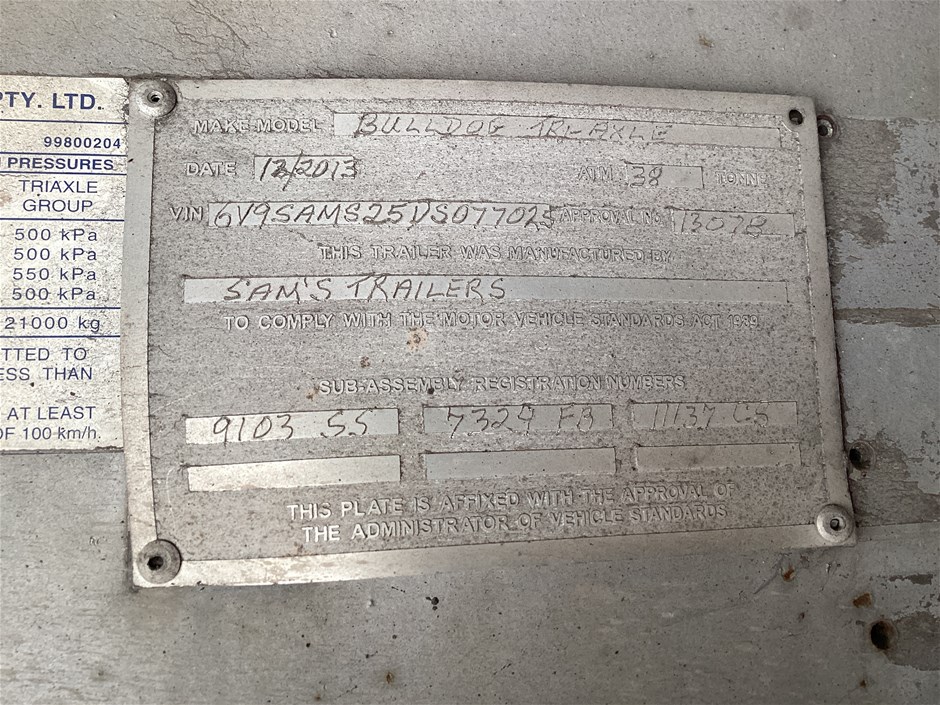 PTY. LTD.
99800204
PRESSURES
TRIAXLE
GROUP
500 kPa
500 kPa
550 kPa
500 kPa
21000 kg
TTED TO
ESS THAN
AT LEAST
OF 100 km/h.
MAKE-MODEL BULLDOG TRI-AXLE
DATE 12/2013 ATM 38 TONNE
VIN 6V9SAMS25DS077025 APPROVAL No. 13078
THIS TRAILER WAS MANUFACTURED BY
SAM'S TRAILERS
TO COMPLY WITH THE MOTOR VEHICLE STANDARDS ACT 1989
SUB-ASSEMBLY REGISTRATION NUMBERS
9103 SS 7329 FB 11137 CS
THIS PLATE IS AFFIXED WITH THE APPROVAL OF
THE ADMINISTRATOR OF VEHICLE STANDARDS